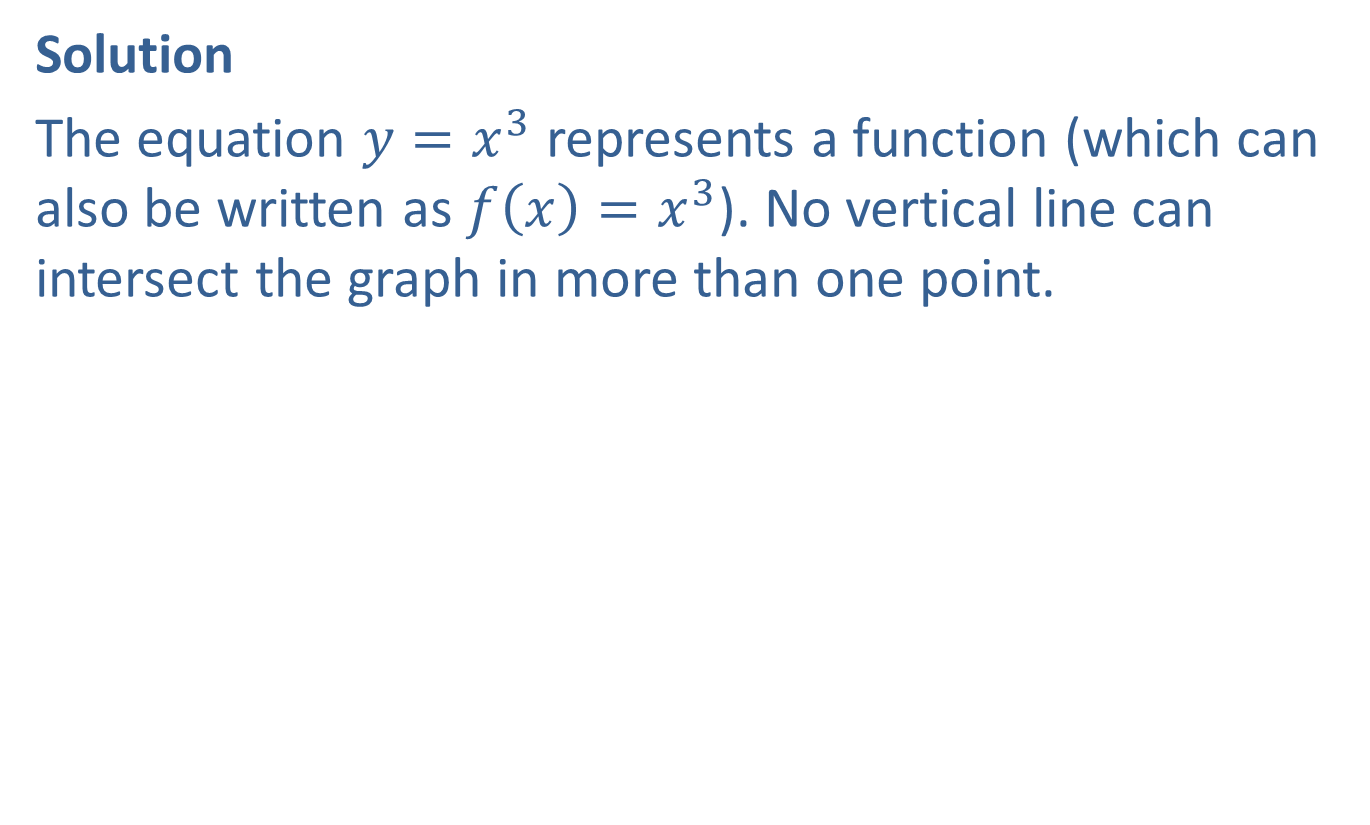 Solution
The equation y = x³ represents a function (which can
also be written as f(x) = x³). No vertical line can
intersect the graph in more than one point.